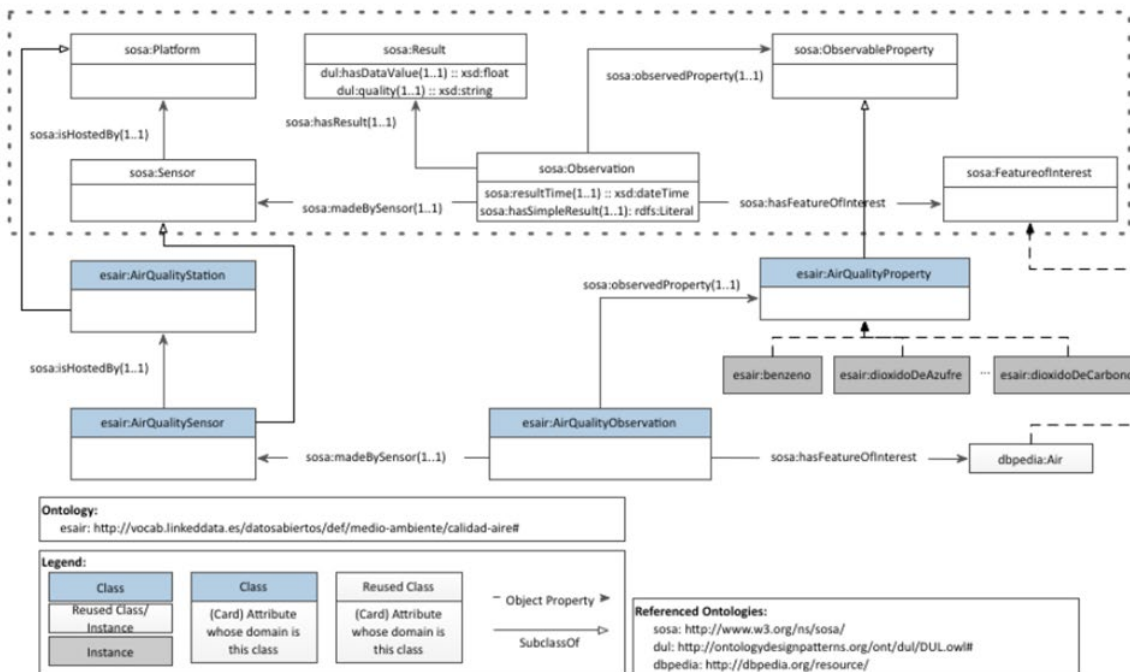 sosa:Platform
sosa:Result
dul:hasDataValue(1..1) :: xsd:float
dul:quality(1..1) :: xsd:string
sosa:ObservableProperty
sosa:observedProperty(1..1)
sosa:isHostedBy(1..1)
sosa:hasResult(1..1)
sosa:Sensor
sosa:Observation
sosa:resultTime(1..1) :: xsd:dateTime
sosa:hasSimpleResult(1..1): rdfs:Literal
sosa:FeatureofInterest
sosa:madeBySensor(1..1)
sosa:hasFeatureOfInterest
esair:AirQualityStation
esair:AirQualityProperty
sosa:observedProperty(1..1)
sosa:isHostedBy(1..1)
esair:benzeno
esair:dioxidoDeAzufre
...
esair:dioxidoDeCarbono
esair:AirQualitySensor
esair:AirQualityObservation
sosa:madeBySensor(1..1)
sosa:hasFeatureOfInterest
dbpedia:Air
Ontology:
esair: http://vocab.linkeddata.es/datosabiertos/def/medio-ambiente/calidad-aire#
Legend:
Class
Reused Class/
Instance
Instance
Class
(Card) Attribute
whose domain is
this class
Reused Class
(Card) Attribute
whose domain is
this class
Object Property
SubclassOf
Referenced Ontologies:
sosa: http://www.w3.org/ns/sosa/
dul: http://ontologydesignpatterns.org/ont/dul/DUL.owl#
dbpedia: http://dbpedia.org/resource/